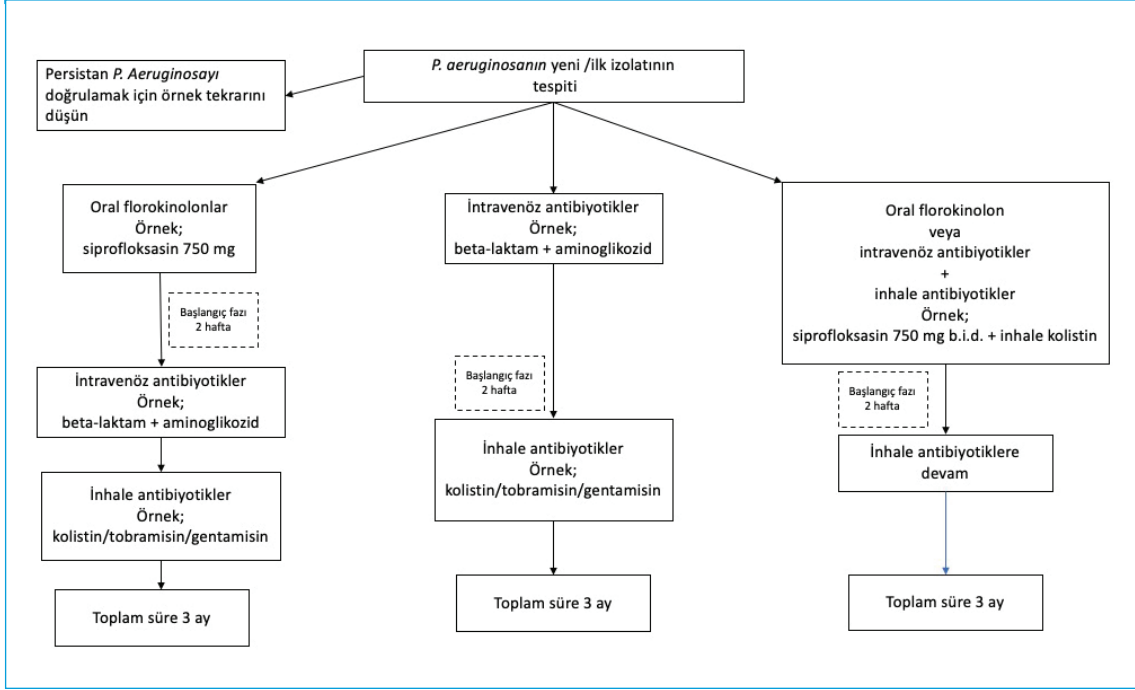 P. aeruginosanın yeni /ilk izolatının
tespiti
Persistan P. Aeruginosayı
doğrulamak için örnek tekrarını
düşün
Oral florokinolonlar
Örnek;
siprofloksasin 750 mg
Başlangıç fazı
2 hafta
İntravenöz antibiyotikler
Örnek;
beta-laktam + aminoglikozid
İnhale antibiyotikler
Örnek;
kolistin/tobramisin/gentamisin
Toplam süre 3 ay
İntravenöz antibiyotikler
Örnek;
beta-laktam + aminoglikozid
Başlangıç fazı
2 hafta
İnhale antibiyotikler
Örnek;
kolistin/tobramisin/gentamisin
Toplam süre 3 ay
Oral florokinolon
veya
intravenöz antibiyotikler
+
inhale antibiyotikler
Örnek;
siprofloksasin 750 mg b.i.d. + inhale kolistin
Başlangıç fazı
2 hafta
İnhale antibiyotiklere
devam
Toplam süre 3 ay